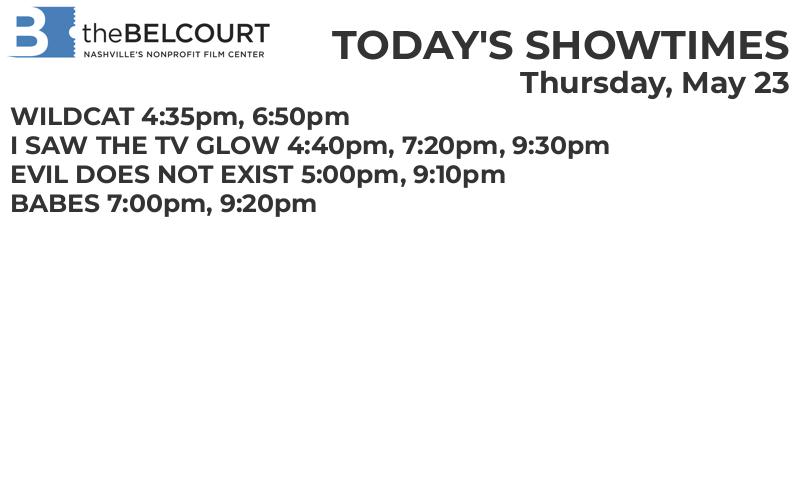 B theBELCOURT
NASHVILLE'S NONPROFIT FILM CENTER
TODAY'S SHOWTIMES
Thursday, May 23
WILDCAT 4:35pm, 6:50pm
I SAW THE TV GLOW 4:40pm, 7:20pm, 9:30pm
EVIL DOES NOT EXIST 5:00pm, 9:10pm
BABES 7:00pm, 9:20pm